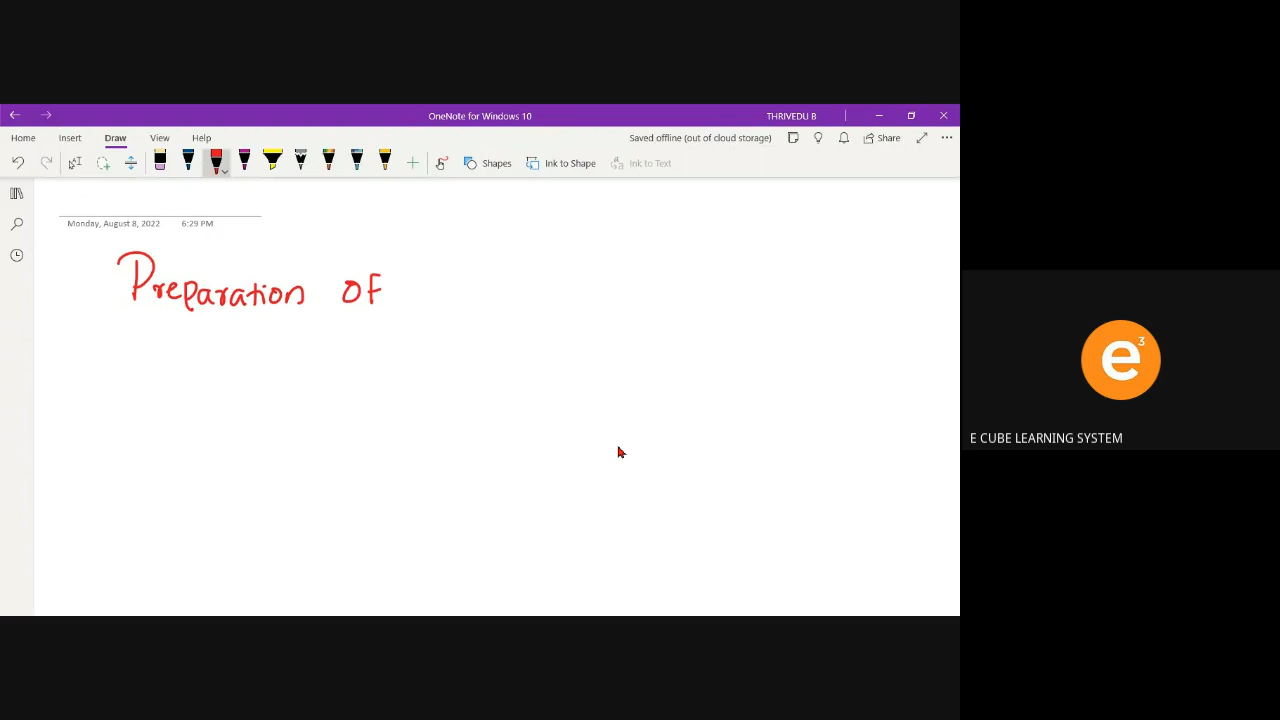 OneNote for Windows 10
THRIVEDU B
Home Insert Draw View Help
Saved offline (out of cloud storage)
Share
Shapes
Ink to Shape
Ink to Text
Monday, August 8, 2022 6:29 PM
Preparation of
e3
E CUBE LEARNING SYSTEM